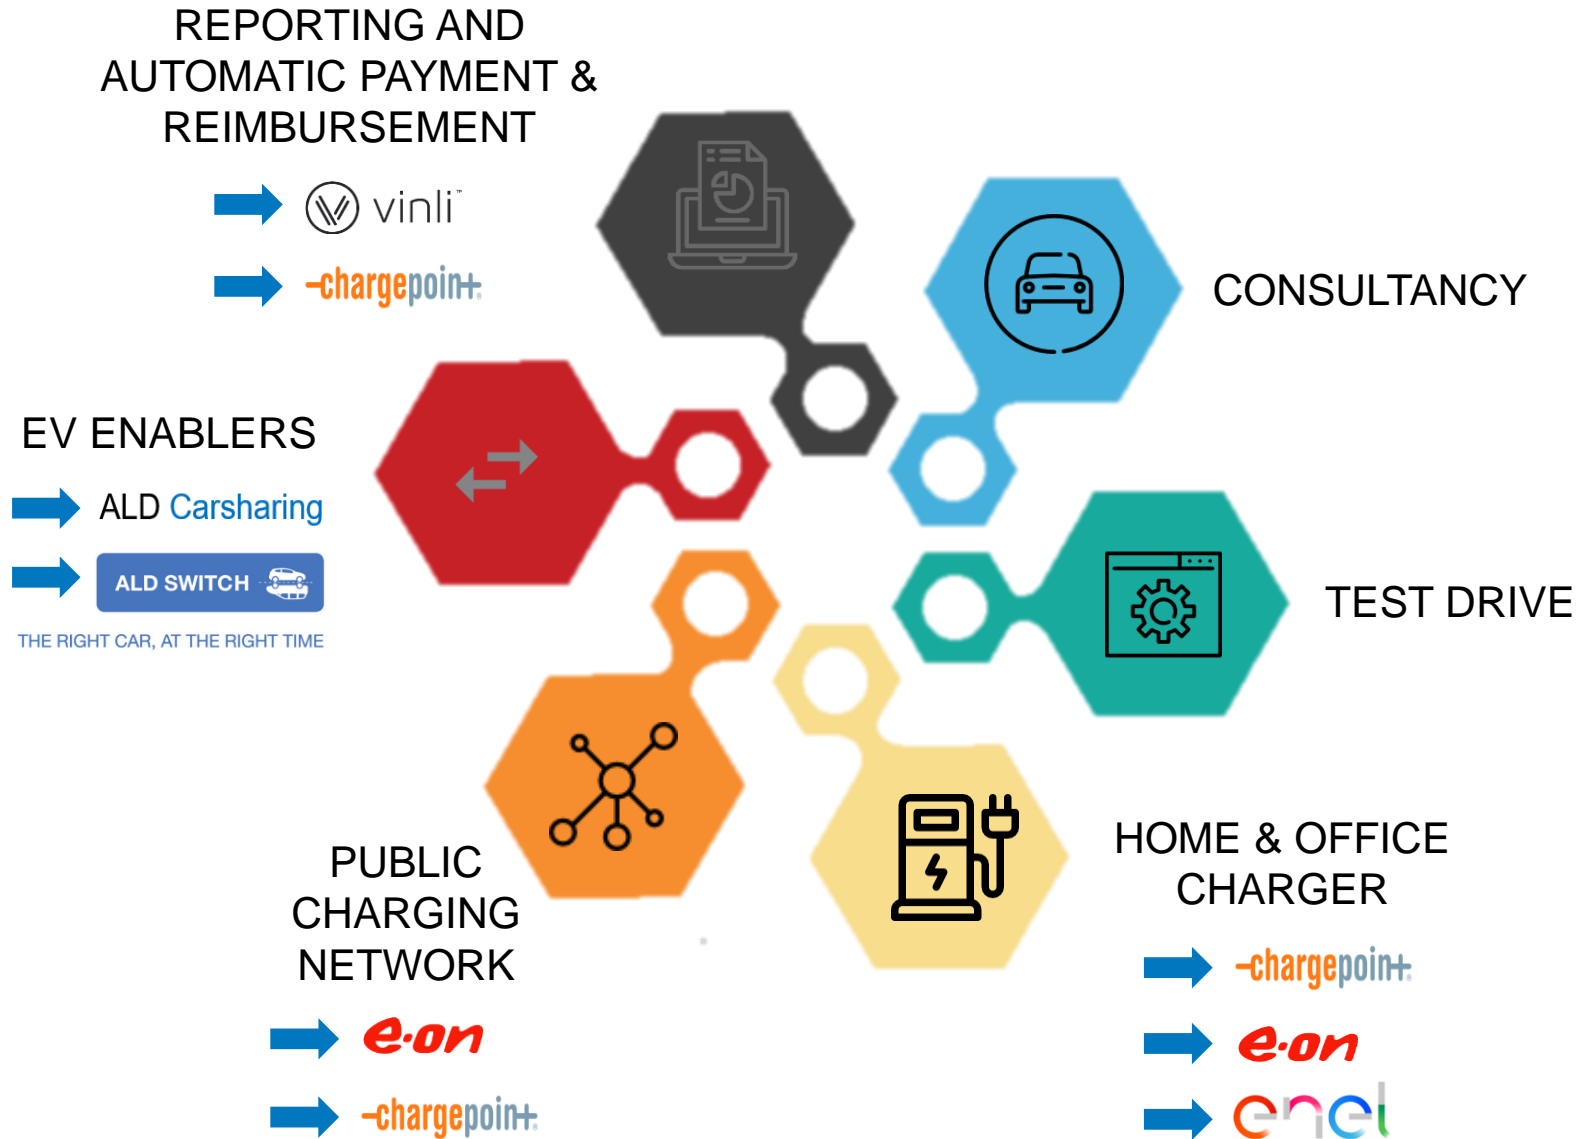 REPORTING AND
AUTOMATIC PAYMENT &
REIMBURSEMENT
vinli™
chargepoint®
CONSULTANCY
EV ENABLERS
ALD Carsharing
ALD SWITCH
THE RIGHT CAR, AT THE RIGHT TIME
TEST DRIVE
PUBLIC
CHARGING
NETWORK
e·on
chargepoint®
HOME & OFFICE
CHARGER
chargepoint®
e·on
enel